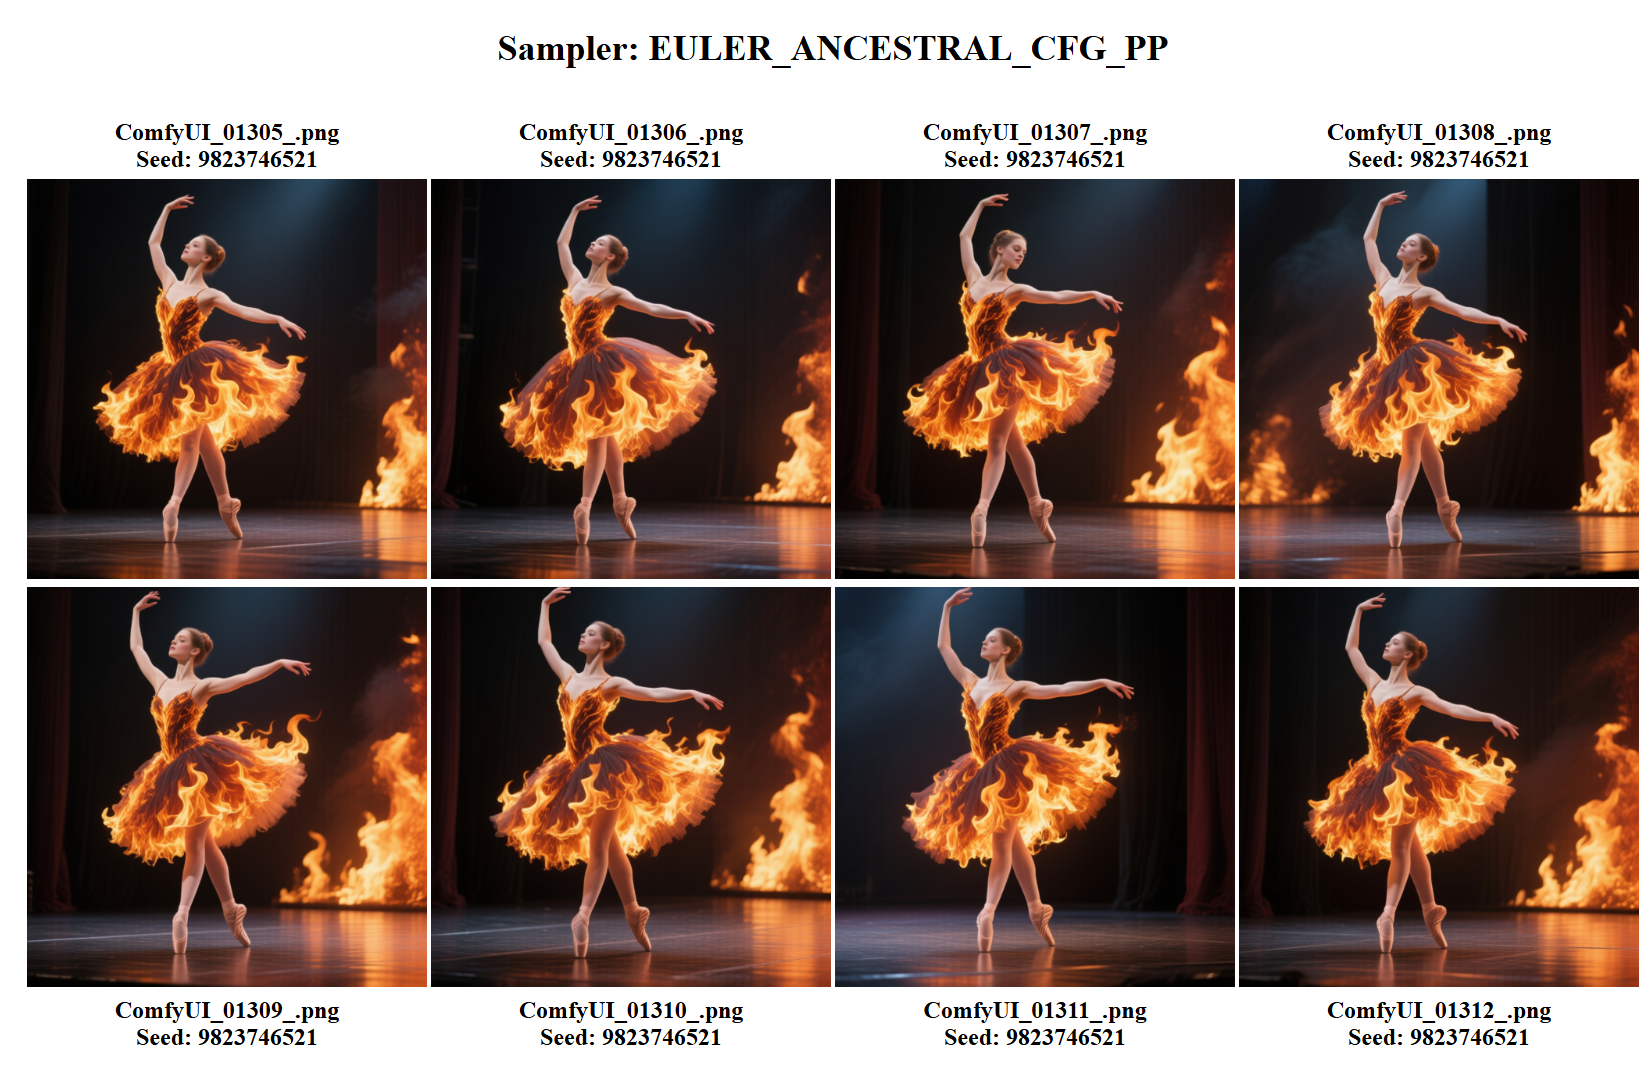 Sampler: EULER_ANCESTRAL_CFG_PP
ComfyUI_01305_.png
Seed: 9823746521
ComfyUI_01306_.png
Seed: 9823746521
ComfyUI_01307_.png
Seed: 9823746521
ComfyUI_01308_.png
Seed: 9823746521
ComfyUI_01309_.png
Seed: 9823746521
ComfyUI_01310_.png
Seed: 9823746521
ComfyUI_01311_.png
Seed: 9823746521
ComfyUI_01312_.png
Seed: 9823746521